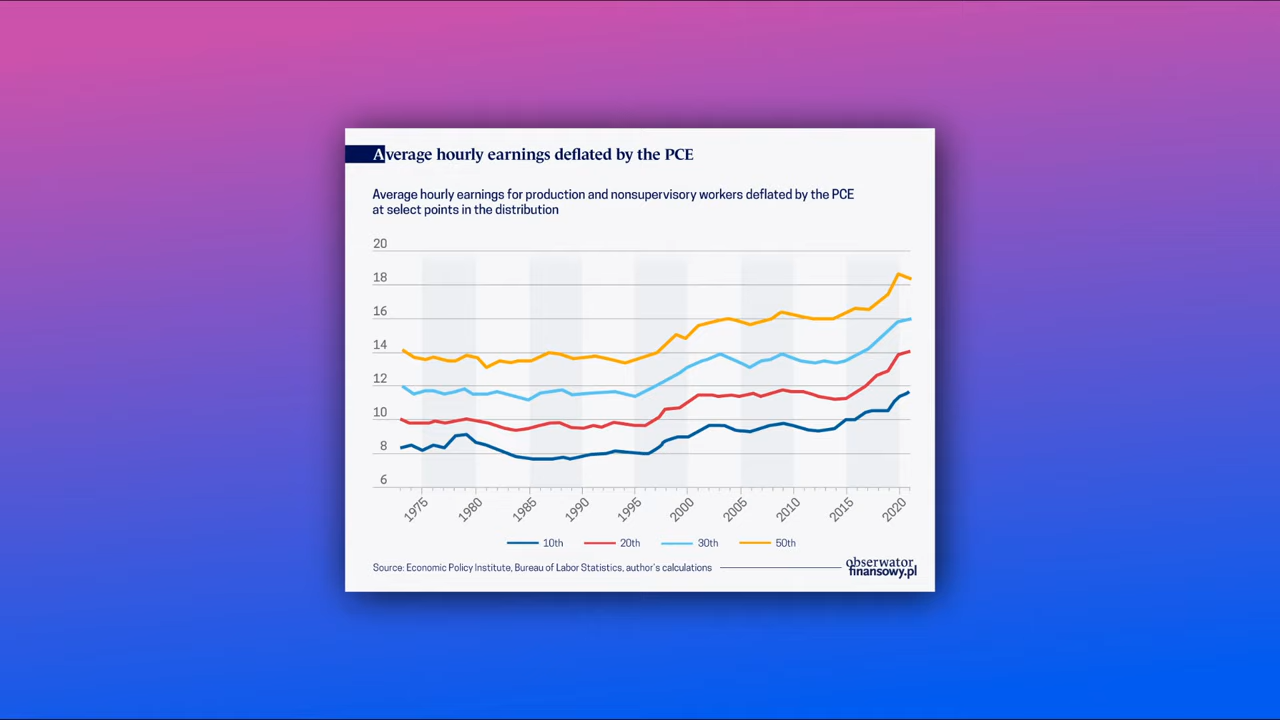 Average hourly earnings deflated by the PCE
Average hourly earnings for production and nonsupervisory workers deflated by the PCE
at select points in the distribution
20
18
16
14
12
10
8
6
1975
1980
1985
1990
1995
2000
2005
2010
2015
2020
10th
20th
30th
50th
Source: Economic Policy Institute, Bureau of Labor Statistics, author's calculations
obserwator
finansowy.pl